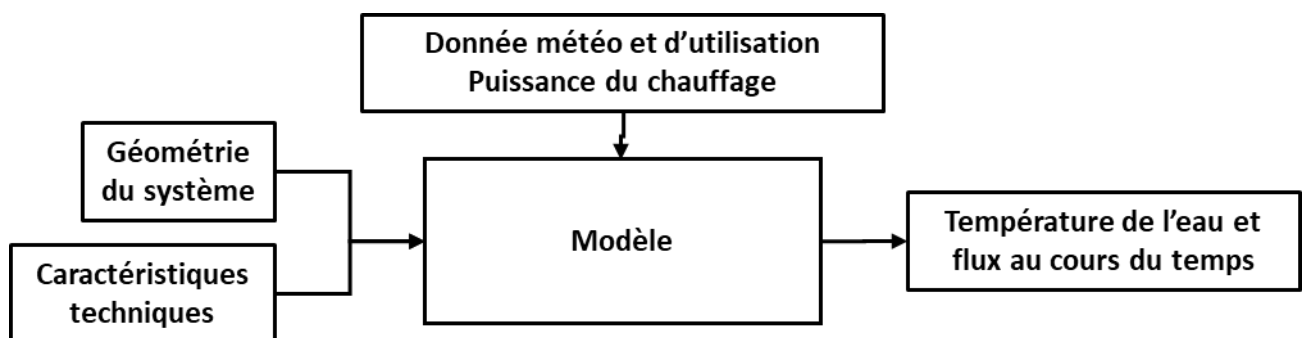 Donnée météo et d'utilisation
Puissance du chauffage
Géométrie
du système
Caractéristiques
techniques
Modèle
Température de l'eau et
flux au cours du temps